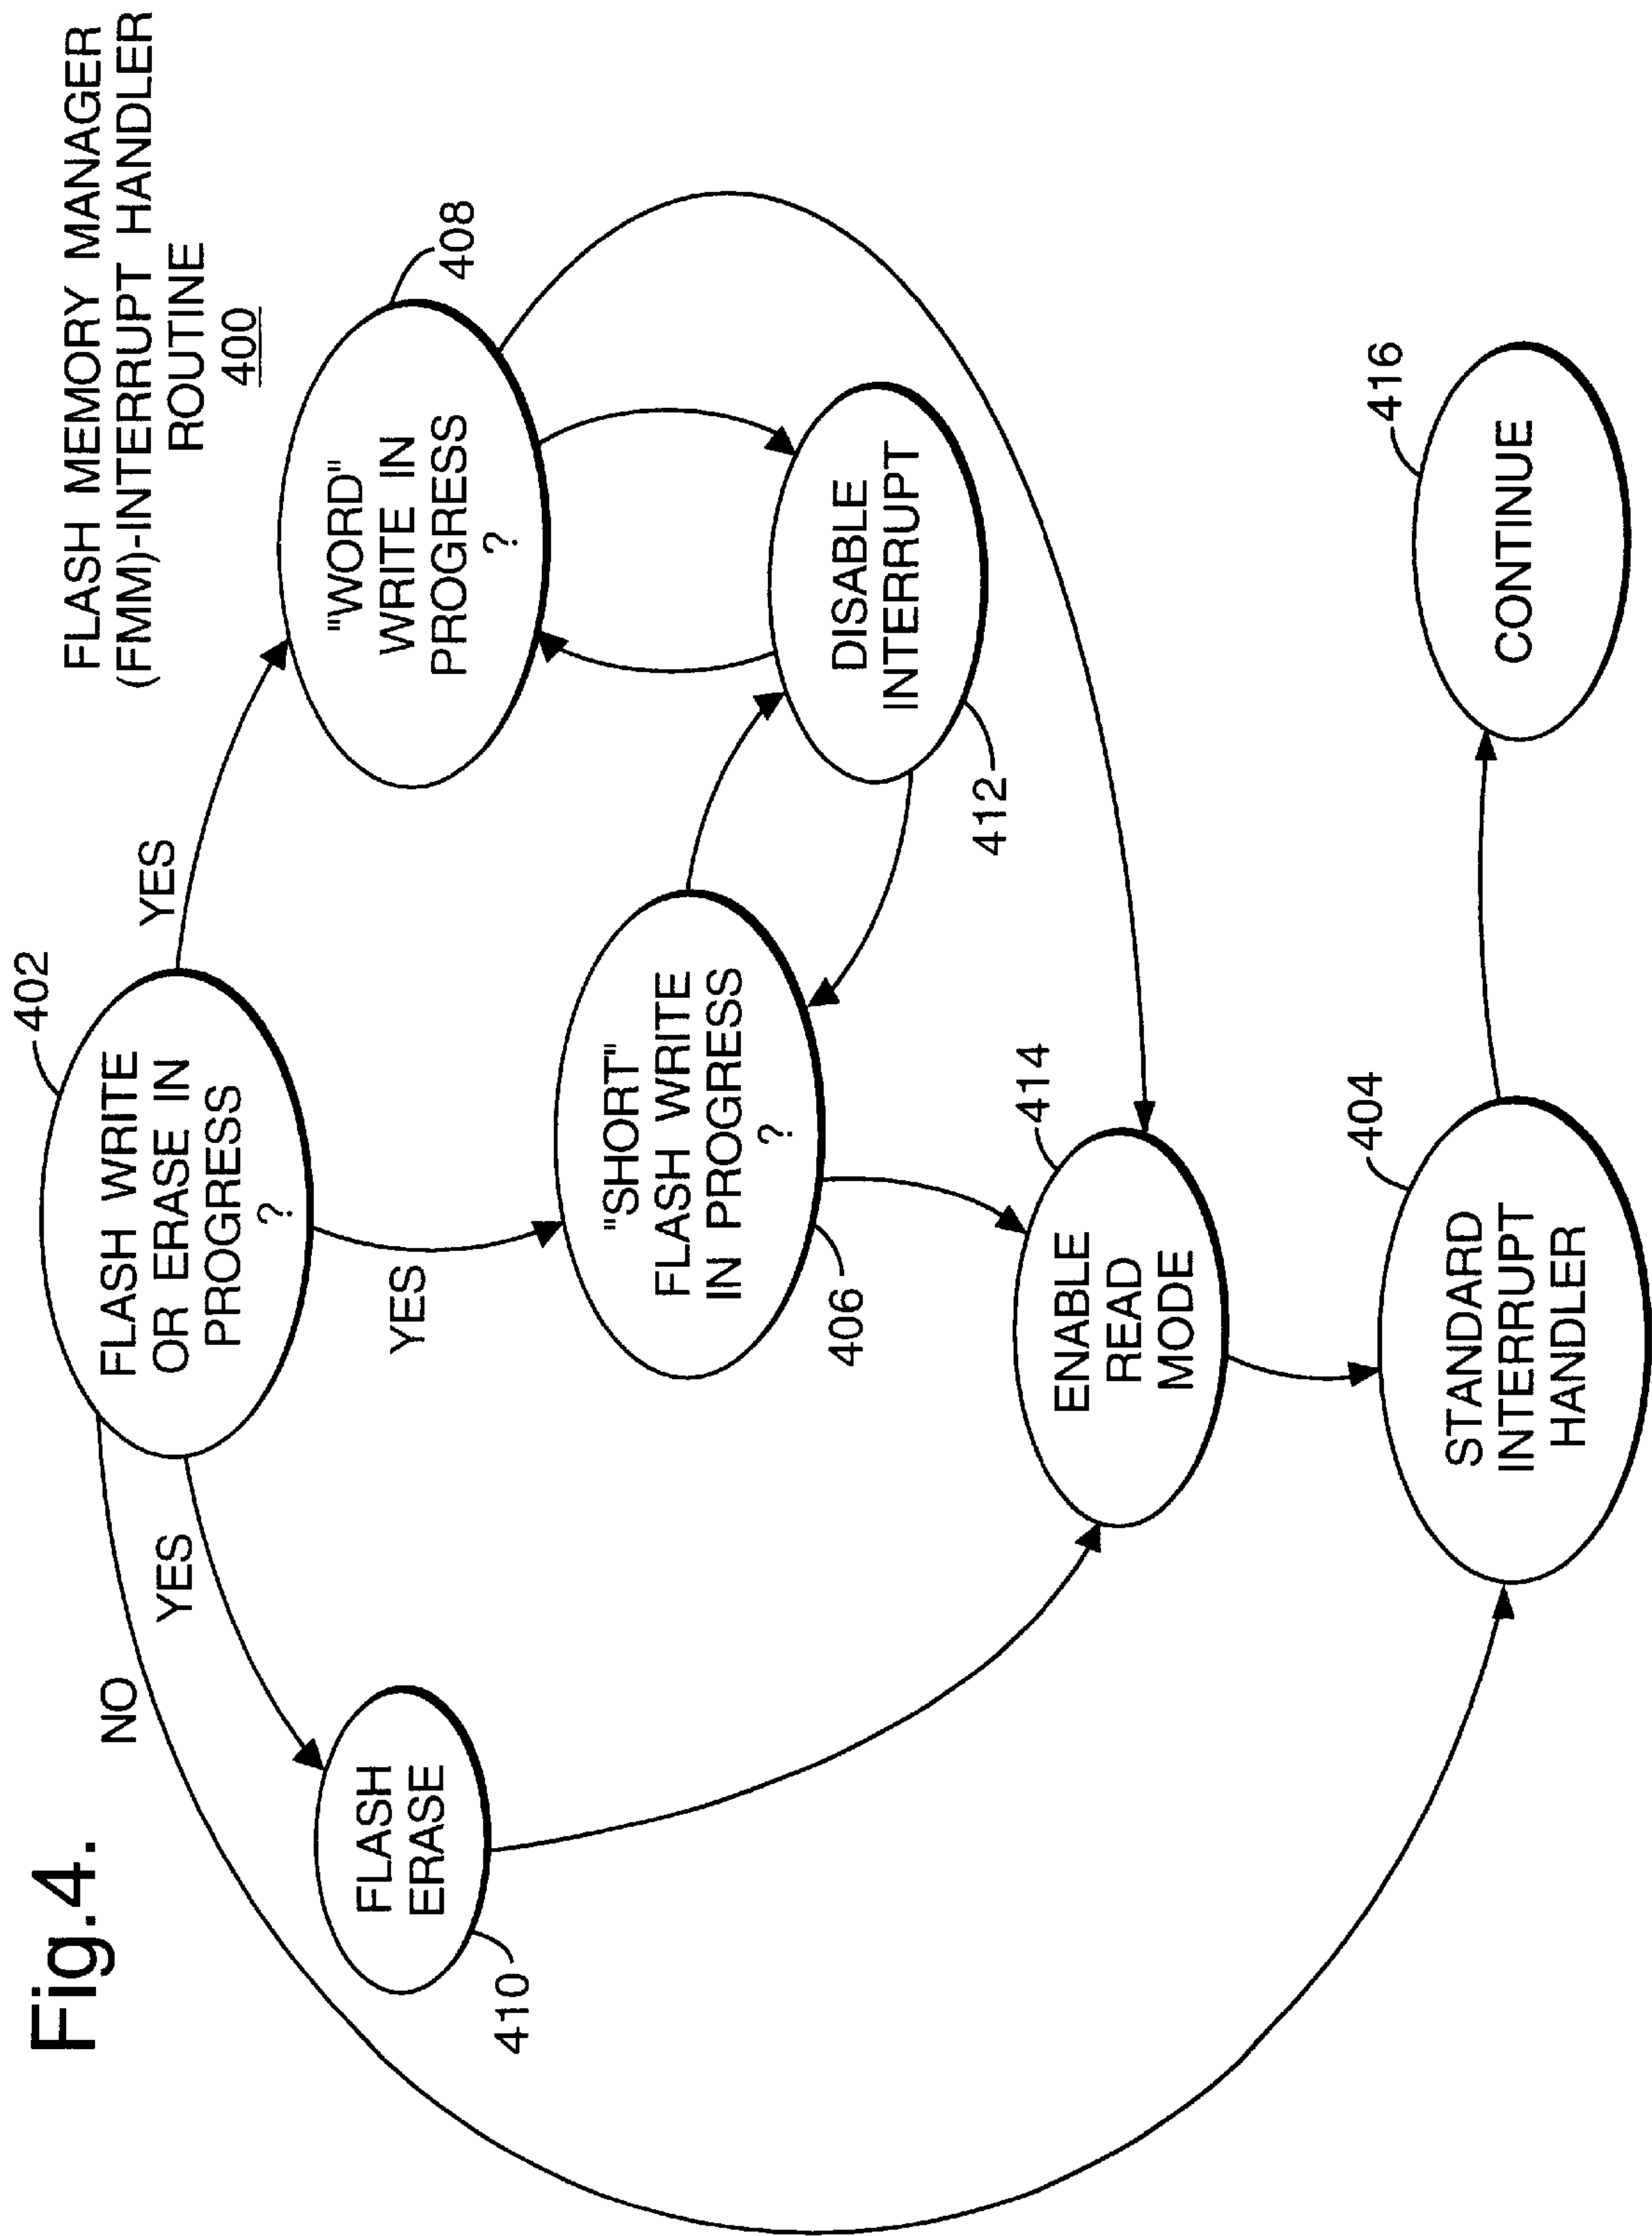 Fig.4.
FLASH MEMORY MANAGER
(FMM)-INTERRUPT HANDLER
ROUTINE
400
402
FLASH WRITE
OR ERASE IN
PROGRESS
?
NO
YES
YES
YES
410
FLASH
ERASE
"SHORT"
FLASH WRITE
IN PROGRESS
?
406
"WORD"
WRITE IN
PROGRESS
?
408
DISABLE
INTERRUPT
412
414
ENABLE
READ
MODE
404
STANDARD
INTERRUPT
HANDLER
416
CONTINUE